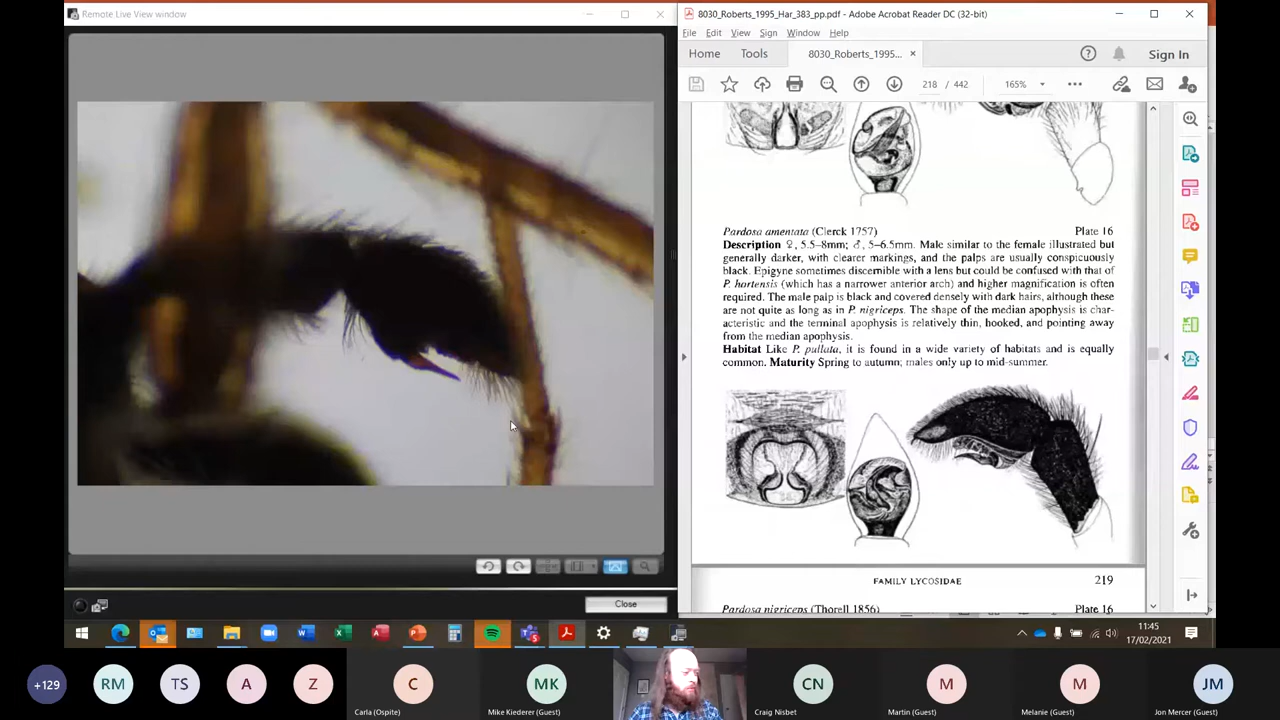 Remote Live View window
Close
8030_Roberts_1995_Har_383_pp.pdf - Adobe Acrobat Reader DC (32-bit)
File Edit View Sign Window Help
Home Tools 8030_Roberts_1995... × Sign In
218 / 442 165%
Pardosa amentata (Clerck 1757) Plate 16
Description ♀, 5.5–8mm; ♂, 5–6.5mm. Male similar to the female illustrated but
generally darker, with clearer markings, and the palps are usually conspicuously
black. Epigyne sometimes discernible with a lens but could be confused with that of
P. hortensis (which has a narrower anterior arch) and higher magnification is often
required. The male palp is black and covered densely with dark hairs, although these
are not quite as long as in P. nigriceps. The shape of the median apophysis is char-
acteristic and the terminal apophysis is relatively thin, hooked, and pointing away
from the median apophysis.
Habitat Like P. pullata, it is found in a wide variety of habitats and is equally
common. Maturity Spring to autumn; males only up to mid-summer.
FAMILY LYCOSIDAE 219
Pardosa nigriceps (Thorell 1856) Plate 16
11:45
17/02/2021
+129 RM TS A Z C MK CN M M JM
Carla (Ospite) Mike Kiederer (Guest) Craig Nisbet Martin (Guest) Melanie (Guest) Jon Mercer (Guest)